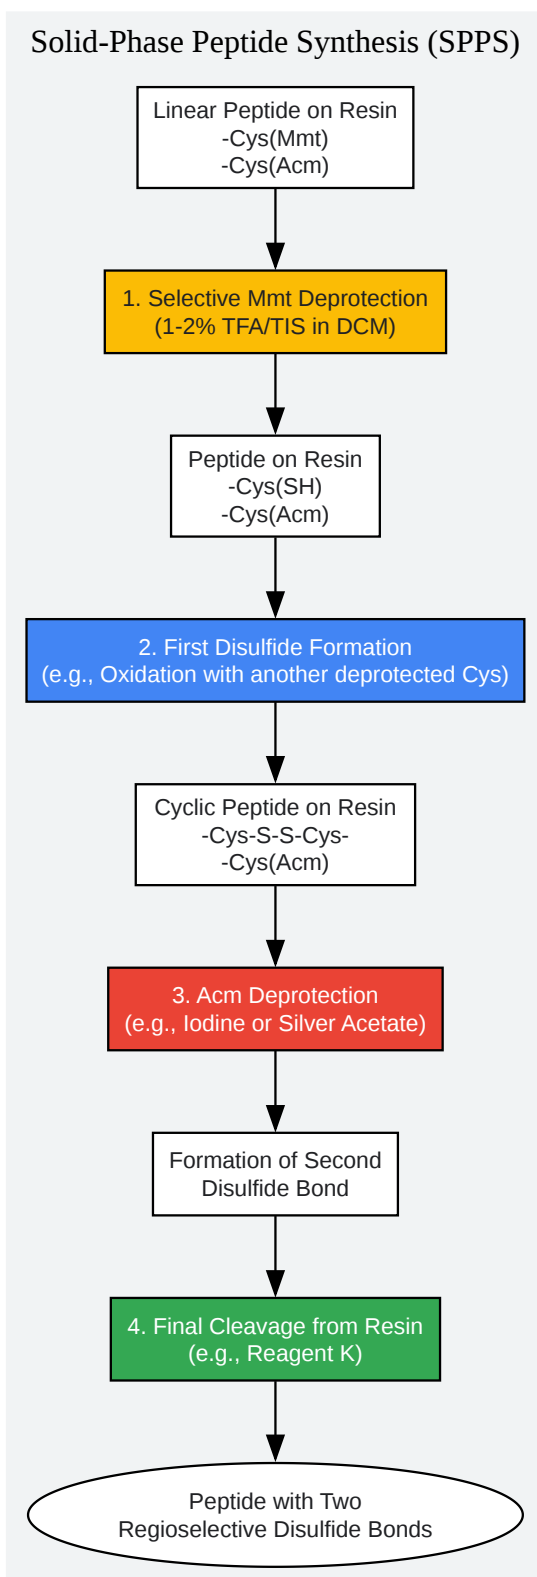 Solid-Phase Peptide Synthesis (SPPS)
Linear Peptide on Resin
-Cys(Mmt)
-Cys(Acm)
1. Selective Mmt Deprotection
(1-2% TFA/TIS in DCM)
Peptide on Resin
-Cys(SH)
-Cys(Acm)
2. First Disulfide Formation
(e.g., Oxidation with another deprotected Cys)
Cyclic Peptide on Resin
-Cys-S-S-Cys-
-Cys(Acm)
3. Acm Deprotection
(e.g., Iodine or Silver Acetate)
Formation of Second
Disulfide Bond
4. Final Cleavage from Resin
(e.g., Reagent K)
Peptide with Two
Regioselective Disulfide Bonds